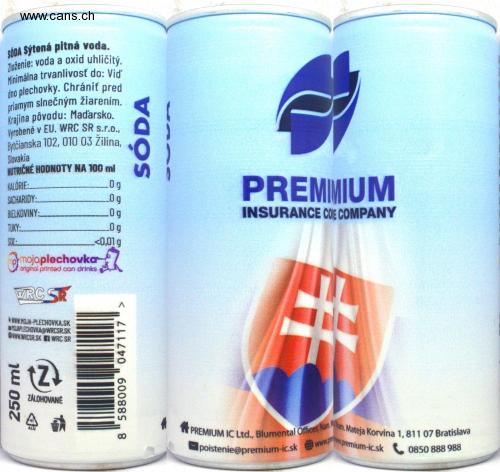 www.cans.ch
SÓDA Sýtená pitná voda.
Zloženie: voda a oxid uhličitý.
Minimálna trvanlivosť do: Viď
dno plechovky. Chrániť pred
priamym slnečným žiarením.
Krajina pôvodu: Maďarsko.
Vyrobené v EU. WRC SR s.r.o.,
Bytčianska 102, 010 03 Žilina,
Slovakia
NUTRIČNÉ HODNOTY NA 100 ml
KALÓRIE: 0 g
SACHARIDY: 0 g
BIELKOVINY: 0 g
TUKY: 0 g
SOĽ: <0,01 g
mojaplechovka
original printed can drinks
WRC SR
WWW.MOJA-PLECHOVKA.SK
MOJAPLECHOVKA@WRCSR.SK
WWW.WRCSR.SK WRC SR
Z
ZÁLOHOVANÉ
250 ml
8 588009 047117 >
SÓDA
SÓDA
PREMIMIUM
INSURANCE CO COMPANY
PREMIUM IC Ltd., Blumental Offices, Mateja Korvína 1, 811 07 Bratislava
poistenie@premium-ic.sk www.premium-ic.sk 0850 888 988